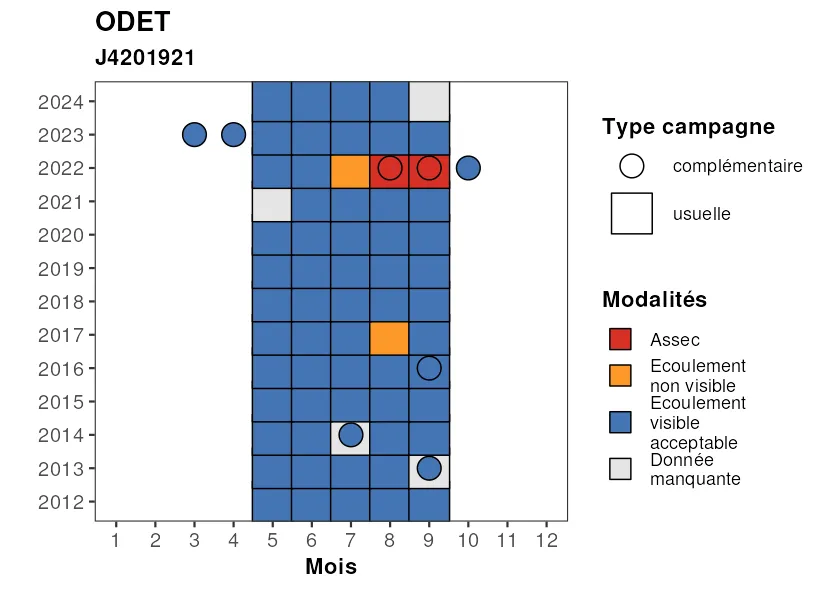 ODET
J4201921
2024
2023
2022
2021
2020
2019
2018
2017
2016
2015
2014
2013
2012
1 2 3 4 5 6 7 8 9 10 11 12
Mois
Type campagne
complémentaire
usuelle
Modalités
Assec
Ecoulement
non visible
Ecoulement
visible
acceptable
Donnée
manquante